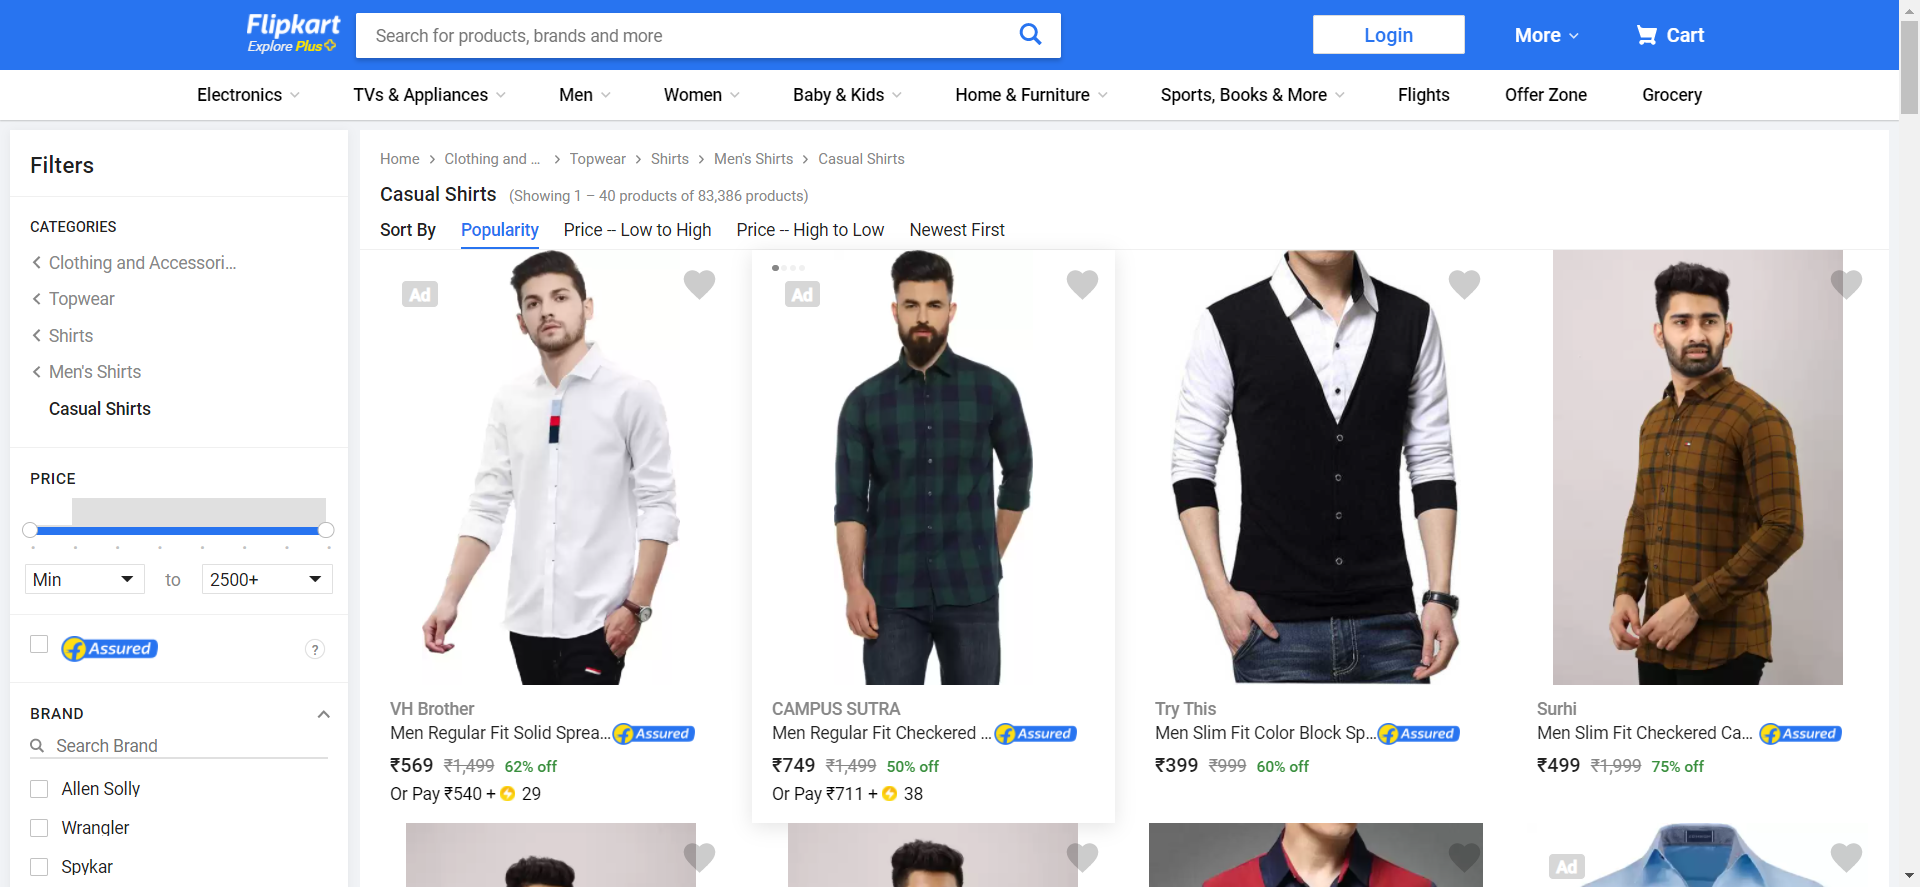 Flipkart
Explore Plus
Search for products, brands and more
Login
More
Cart
Electronics
TVs & Appliances
Men
Women
Baby & Kids
Home & Furniture
Sports, Books & More
Flights
Offer Zone
Grocery
Filters
CATEGORIES
Clothing and Accessori...
Topwear
Shirts
Men's Shirts
Casual Shirts
PRICE
Min
to
2500+
Assured
?
BRAND
Search Brand
Allen Solly
Wrangler
Spykar
Home
Clothing and ...
Topwear
Shirts
Men's Shirts
Casual Shirts
Casual Shirts (Showing 1 – 40 products of 83,386 products)
Sort By
Popularity
Price -- Low to High
Price -- High to Low
Newest First
Ad
VH Brother
Men Regular Fit Solid Sprea... Assured
₹569 ₹1,499 62% off
Or Pay ₹540 + 29
Ad
CAMPUS SUTRA
Men Regular Fit Checkered ... Assured
₹749 ₹1,499 50% off
Or Pay ₹711 + 38
Try This
Men Slim Fit Color Block Sp... Assured
₹399 ₹999 60% off
Surhi
Men Slim Fit Checkered Ca... Assured
₹499 ₹1,999 75% off
Ad